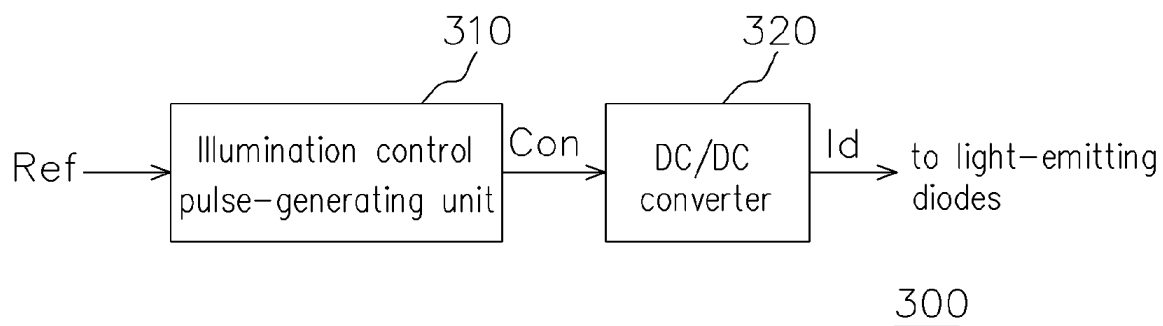 310
320
Ref
Illumination control
pulse-generating unit
Con
DC/DC
converter
Id
to light-emitting
diodes
300